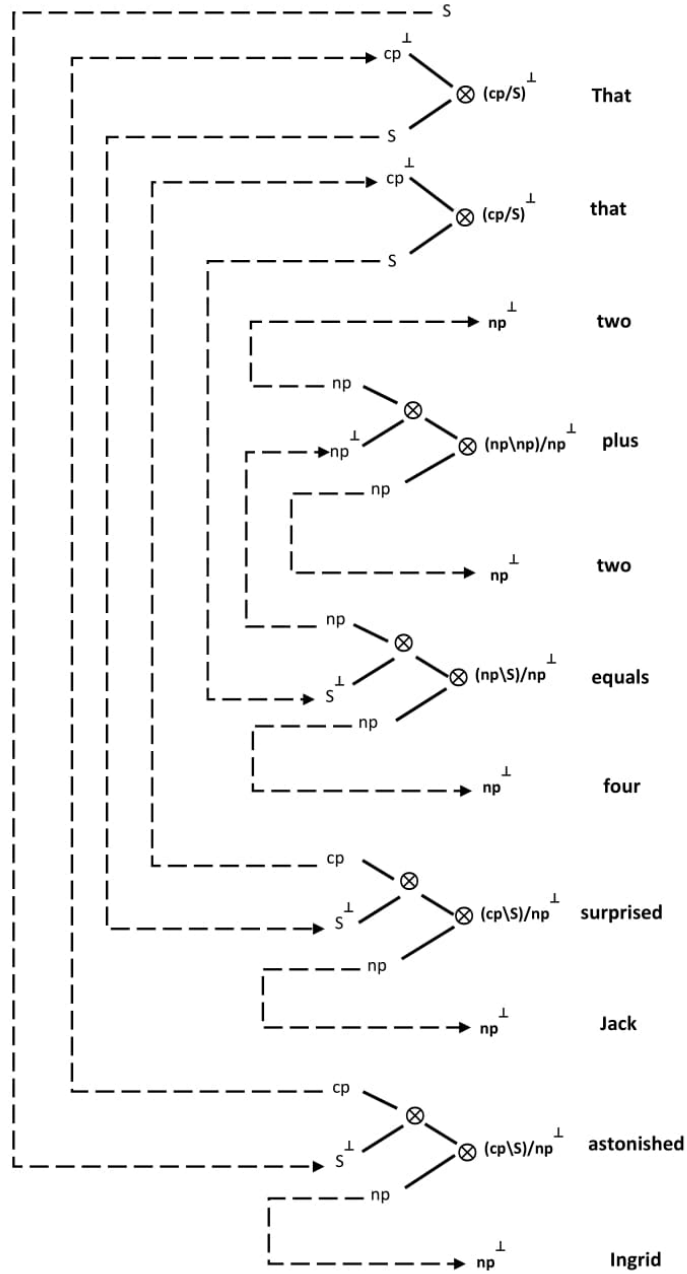 S
cp⊥
⊗ (cp/S)⊥ That
S
cp⊥
⊗ (cp/S)⊥ that
S
np⊥ two
np
⊗
np⊥
⊗ (np\np)/np⊥ plus
np
np⊥ two
np
⊗
S⊥
⊗ (np\S)/np⊥ equals
np
np⊥ four
cp
⊗
S⊥
⊗ (cp\S)/np⊥ surprised
np
np⊥ Jack
cp
⊗
S⊥
⊗ (cp\S)/np⊥ astonished
np
np⊥ Ingrid